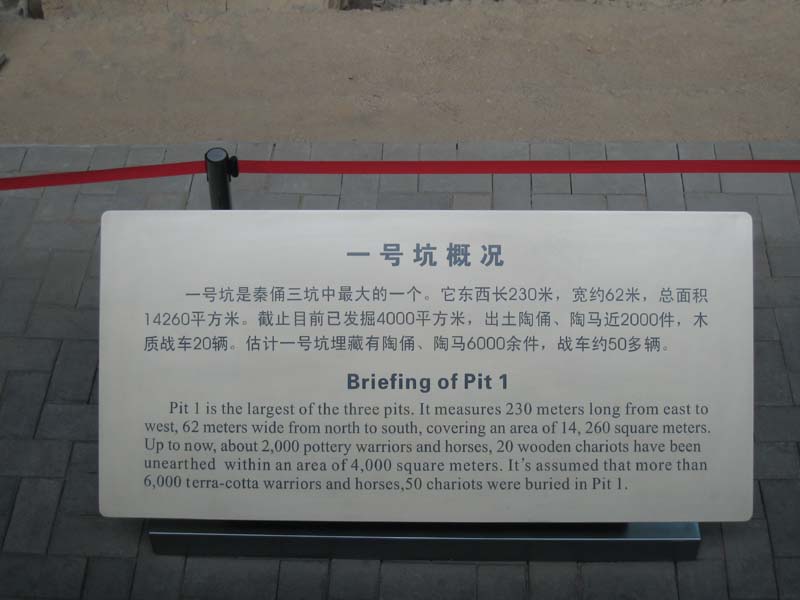 一号坑概况
一号坑是秦俑三坑中最大的一个。它东西长230米，宽约62米，总面积
14260平方米。截止目前已发掘4000平方米，出土陶俑、陶马近2000件，木
质战车20辆。估计一号坑埋藏有陶俑、陶马6000余件，战车约50多辆。
Briefing of Pit 1
Pit 1 is the largest of the three pits. It measures 230 meters long from east to
west, 62 meters wide from north to south, covering an area of 14, 260 square meters.
Up to now, about 2,000 pottery warriors and horses, 20 wooden chariots have been
unearthed within an area of 4,000 square meters. It's assumed that more than
6,000 terra-cotta warriors and horses,50 chariots were buried in Pit 1.